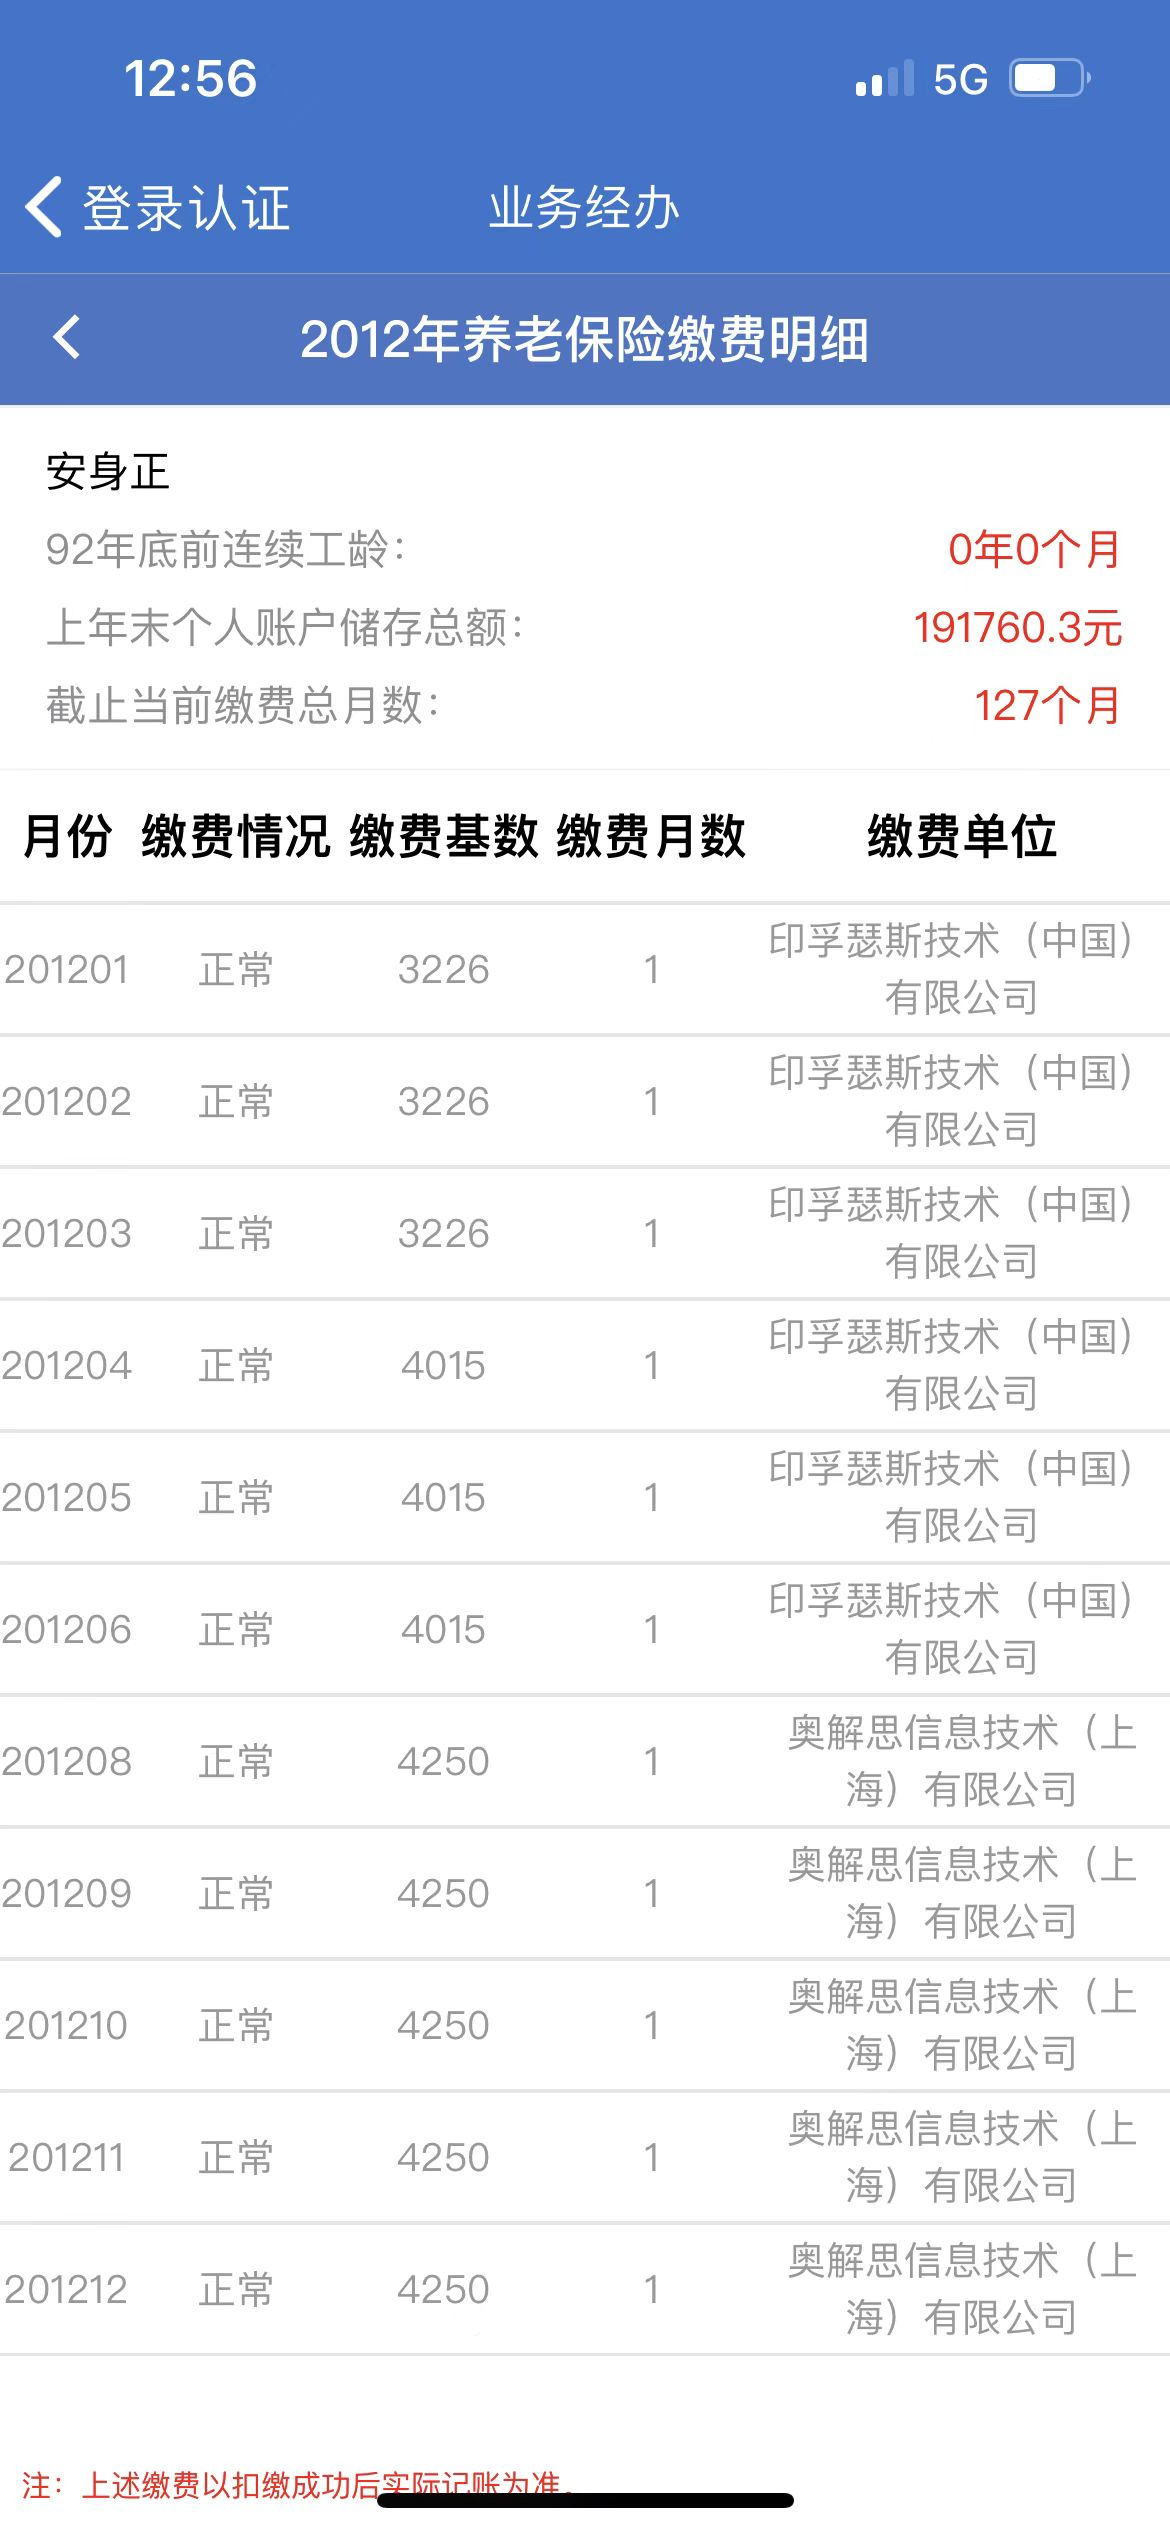 12:56 5G
登录认证 业务经办
2012年养老保险缴费明细
安身正
92年底前连续工龄： 0年0个月
上年末个人账户储存总额： 191760.3元
截止当前缴费总月数： 127个月
月份 缴费情况 缴费基数 缴费月数 缴费单位
201201 正常 3226 1 印孚瑟斯技术（中国）
有限公司
201202 正常 3226 1 印孚瑟斯技术（中国）
有限公司
201203 正常 3226 1 印孚瑟斯技术（中国）
有限公司
201204 正常 4015 1 印孚瑟斯技术（中国）
有限公司
201205 正常 4015 1 印孚瑟斯技术（中国）
有限公司
201206 正常 4015 1 印孚瑟斯技术（中国）
有限公司
201208 正常 4250 1 奥解思信息技术（上
海）有限公司
201209 正常 4250 1 奥解思信息技术（上
海）有限公司
201210 正常 4250 1 奥解思信息技术（上
海）有限公司
201211 正常 4250 1 奥解思信息技术（上
海）有限公司
201212 正常 4250 1 奥解思信息技术（上
海）有限公司
注：上述缴费以扣缴成功后实际记账为准。